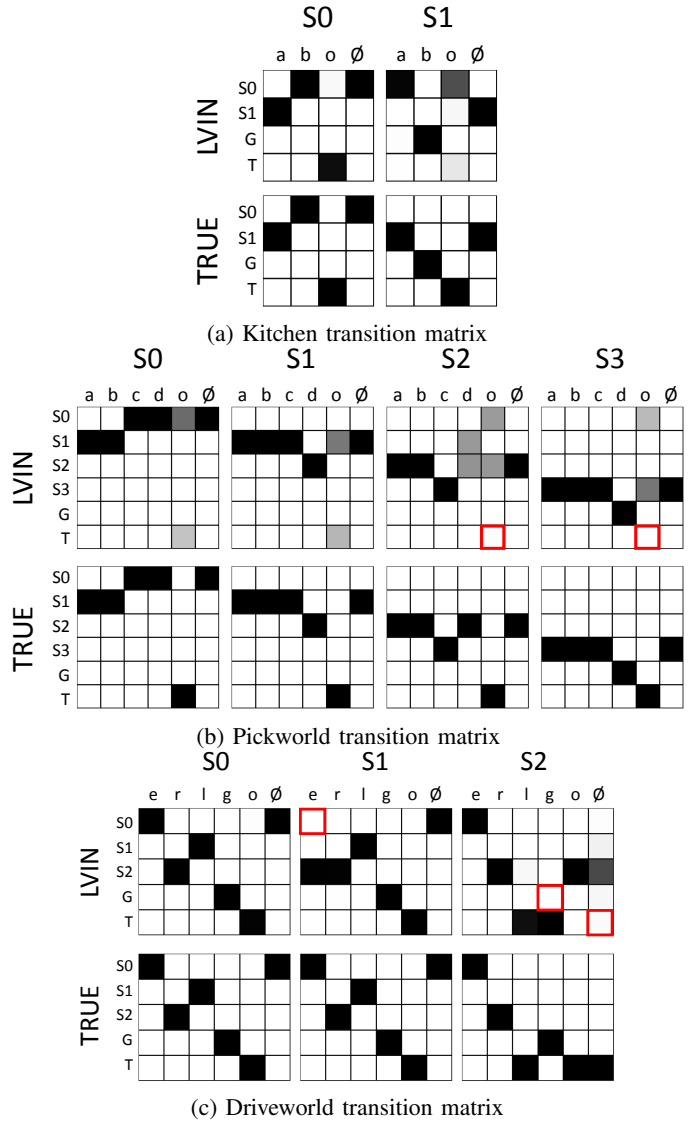 S0 S1
a b o Ø a b o Ø
LVIN
S0
S1
G
T
TRUE
S0
S1
G
T
(a) Kitchen transition matrix
S0 S1 S2 S3
a b c d o Ø a b c d o Ø a b c d o Ø a b c d o Ø
LVIN
S0
S1
S2
S3
G
T
TRUE
S0
S1
S2
S3
G
T
(b) Pickworld transition matrix
S0 S1 S2
e r l g o Ø e r l g o Ø e r l g o Ø
LVIN
S0
S1
S2
G
T
TRUE
S0
S1
S2
G
T
(c) Driveworld transition matrix